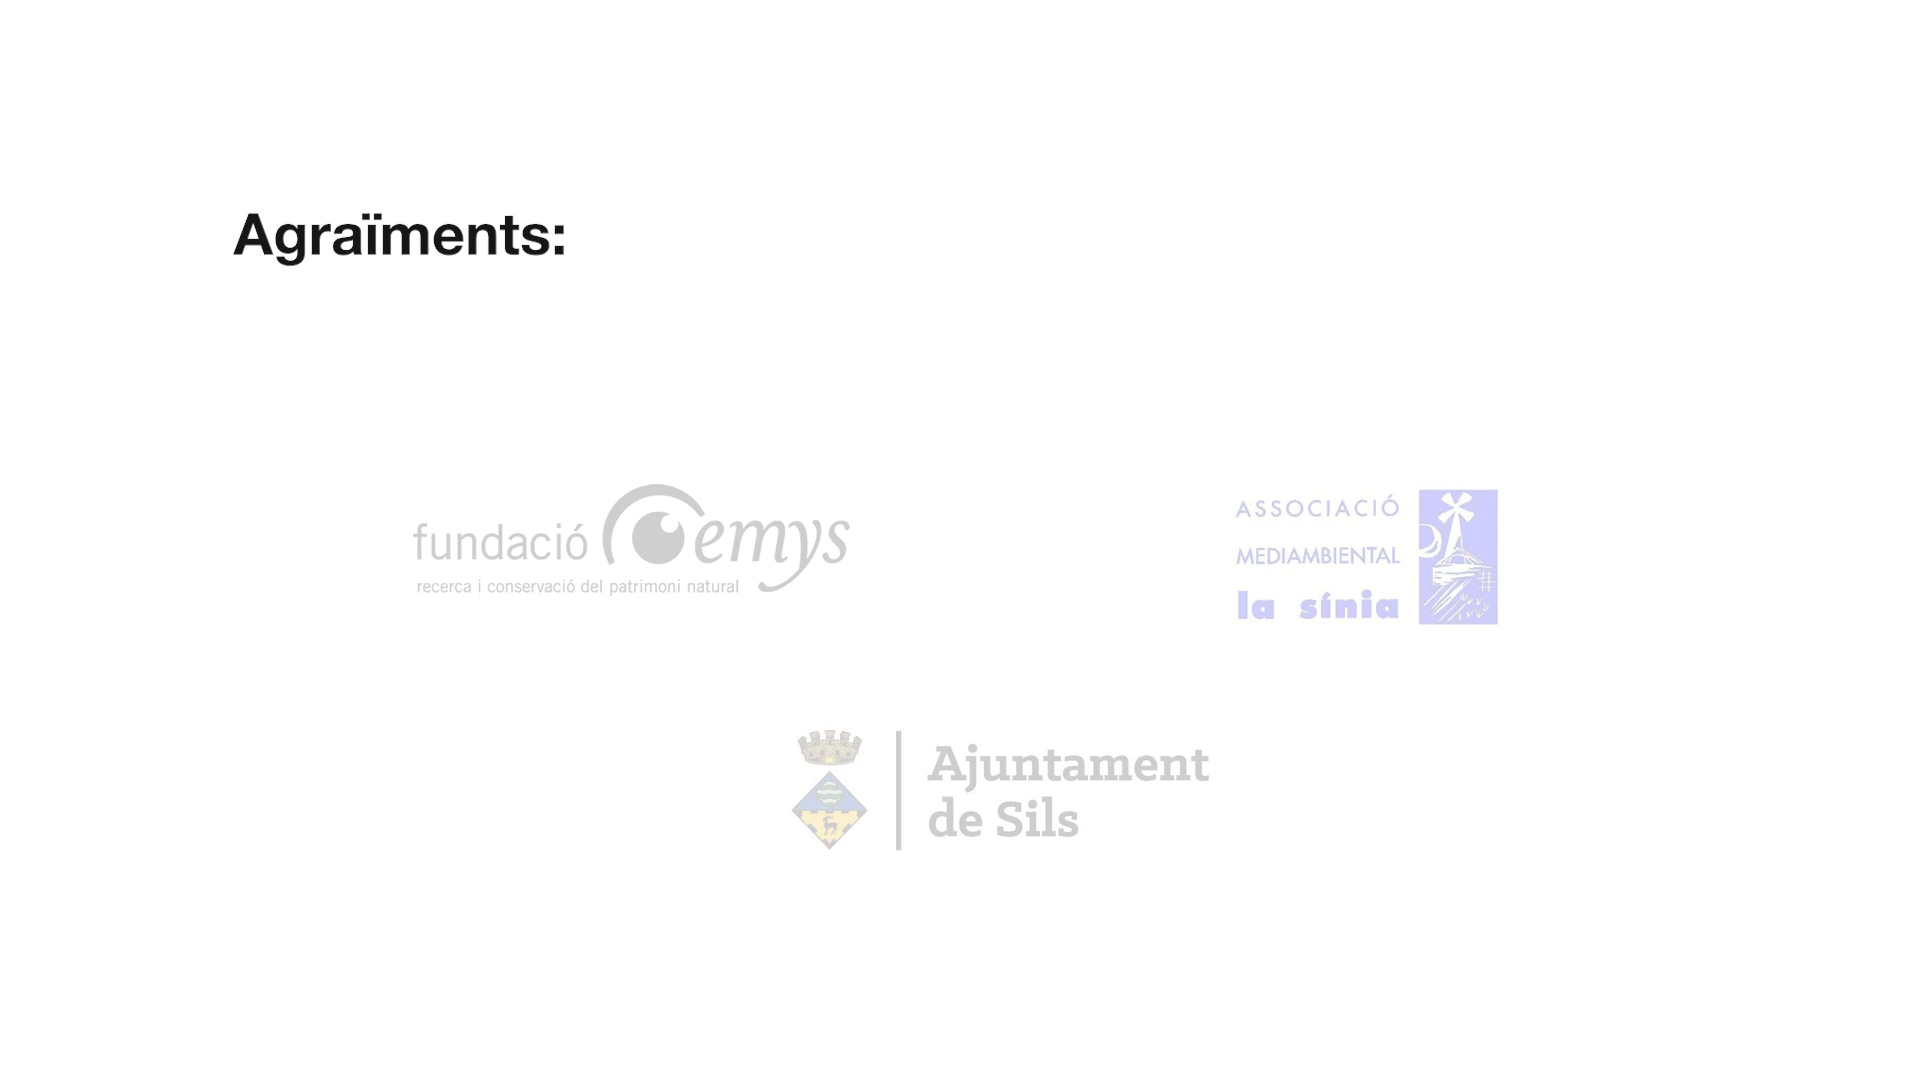 Agraïments:
fundació emys
recerca i conservació del patrimoni natural
ASSOCIACIÓ
MEDIAMBIENTAL
la sínia
Ajuntament
de Sils